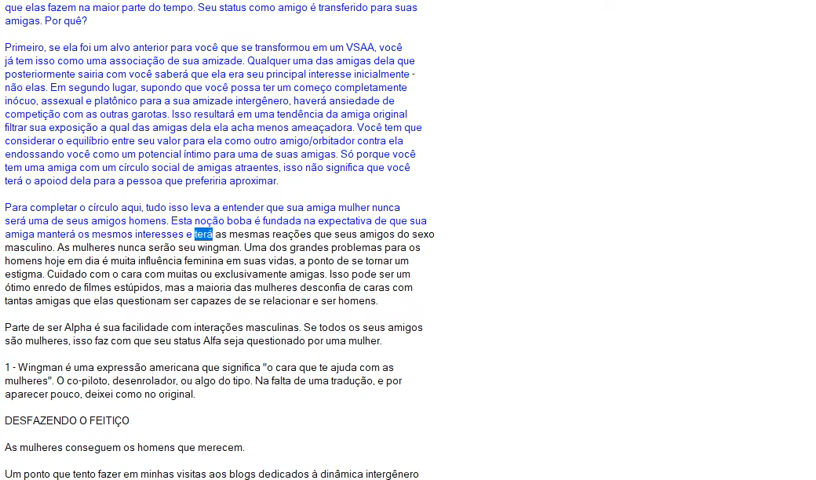 que elas fazem na maior parte do tempo. Seu status como amigo é transferido para suas
amigas. Por quê?
Primeiro, se ela foi um alvo anterior para você que se transformou em um VSAA, você
já tem isso como uma associação de sua amizade. Qualquer uma das amigas dela que
posteriormente sairia com você saberá que ela era seu principal interesse inicialmente -
não elas. Em segundo lugar, supondo que você possa ter um começo completamente
inócuo, assexual e platônico para a sua amizade intergênero, haverá ansiedade de
competição com as outras garotas. Isso resultará em uma tendência da amiga original
filtrar sua exposição a qual das amigas dela ela acha menos ameaçadora. Você tem que
considerar o equilíbrio entre seu valor para ela como outro amigo/orbitador contra ela
endossando você como um potencial íntimo para uma de suas amigas. Só porque você
tem uma amiga com um círculo social de amigas atraentes, isso não significa que você
terá o apoiod dela para a pessoa que preferiria aproximar.
Para completar o círculo aqui, tudo isso leva a entender que sua amiga mulher nunca
será uma de seus amigos homens. Esta noção boba é fundada na expectativa de que sua
amiga manterá os mesmos interesses e terá as mesmas reações que seus amigos do sexo
masculino. As mulheres nunca serão seu wingman. Uma dos grandes problemas para os
homens hoje em dia é muita influência feminina em suas vidas, a ponto de se tornar um
estigma. Cuidado com o cara com muitas ou exclusivamente amigas. Isso pode ser um
ótimo enredo de filmes estúpidos, mas a maioria das mulheres desconfia de caras com
tantas amigas que elas questionam ser capazes de se relacionar e ser homens.
Parte de ser Alpha é sua facilidade com interações masculinas. Se todos os seus amigos
são mulheres, isso faz com que seu status Alfa seja questionado por uma mulher.
1 - Wingman é uma expressão americana que significa "o cara que te ajuda com as
mulheres". O co-piloto, desenrolador, ou algo do tipo. Na falta de uma tradução, e por
aparecer pouco, deixei como no original.
DESFAZENDO O FEITIÇO
As mulheres conseguem os homens que merecem.
Um ponto que tento fazer em minhas visitas aos blogs dedicados à dinâmica intergênero